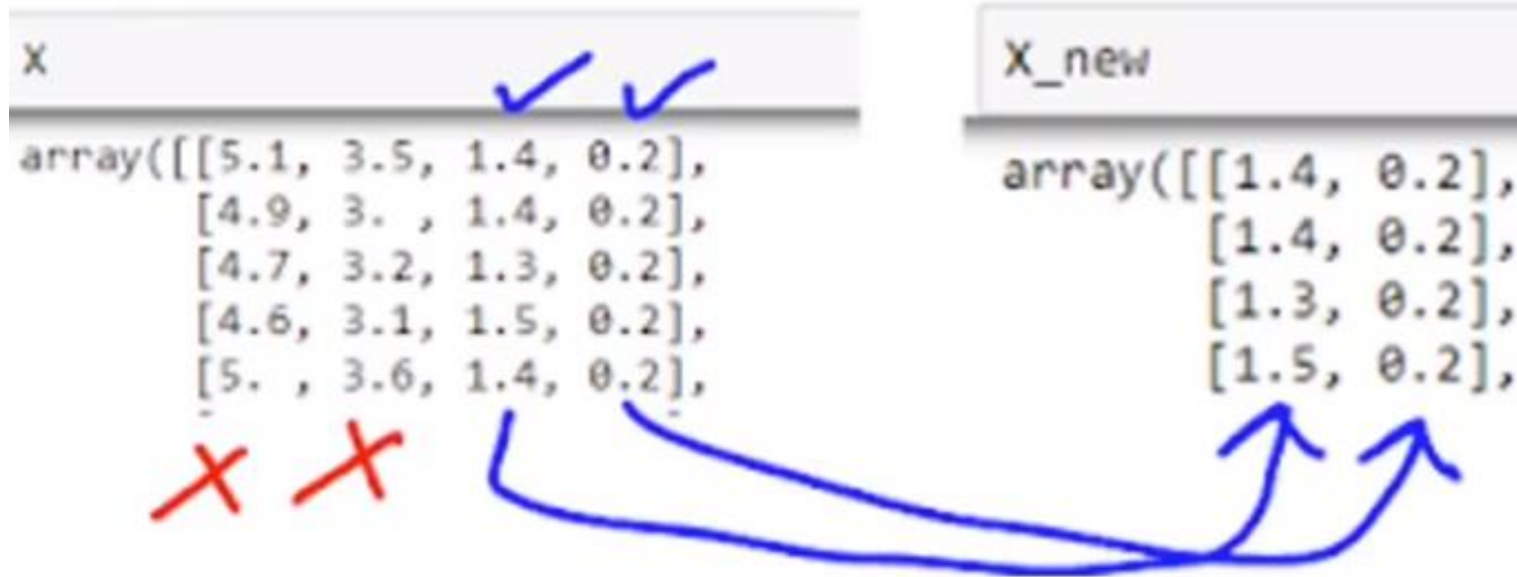 X
array([[5.1, 3.5, 1.4, 0.2],
[4.9, 3. , 1.4, 0.2],
[4.7, 3.2, 1.3, 0.2],
[4.6, 3.1, 1.5, 0.2],
[5. , 3.6, 1.4, 0.2],
X_new
array([[1.4, 0.2],
[1.4, 0.2],
[1.3, 0.2],
[1.5, 0.2],